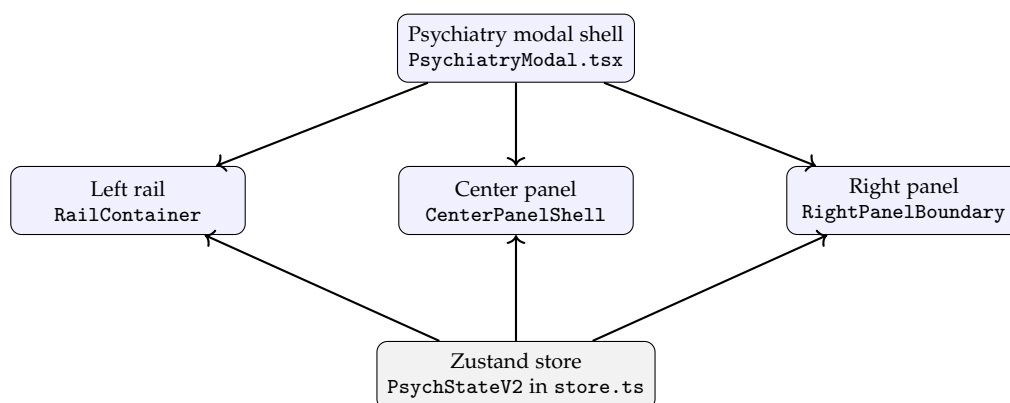 Psychiatry modal shell
PsychiatryModal.tsx
Left rail
RailContainer
Center panel
CenterPanelShell
Right panel
RightPanelBoundary
Zustand store
PsychStateV2 in store.ts